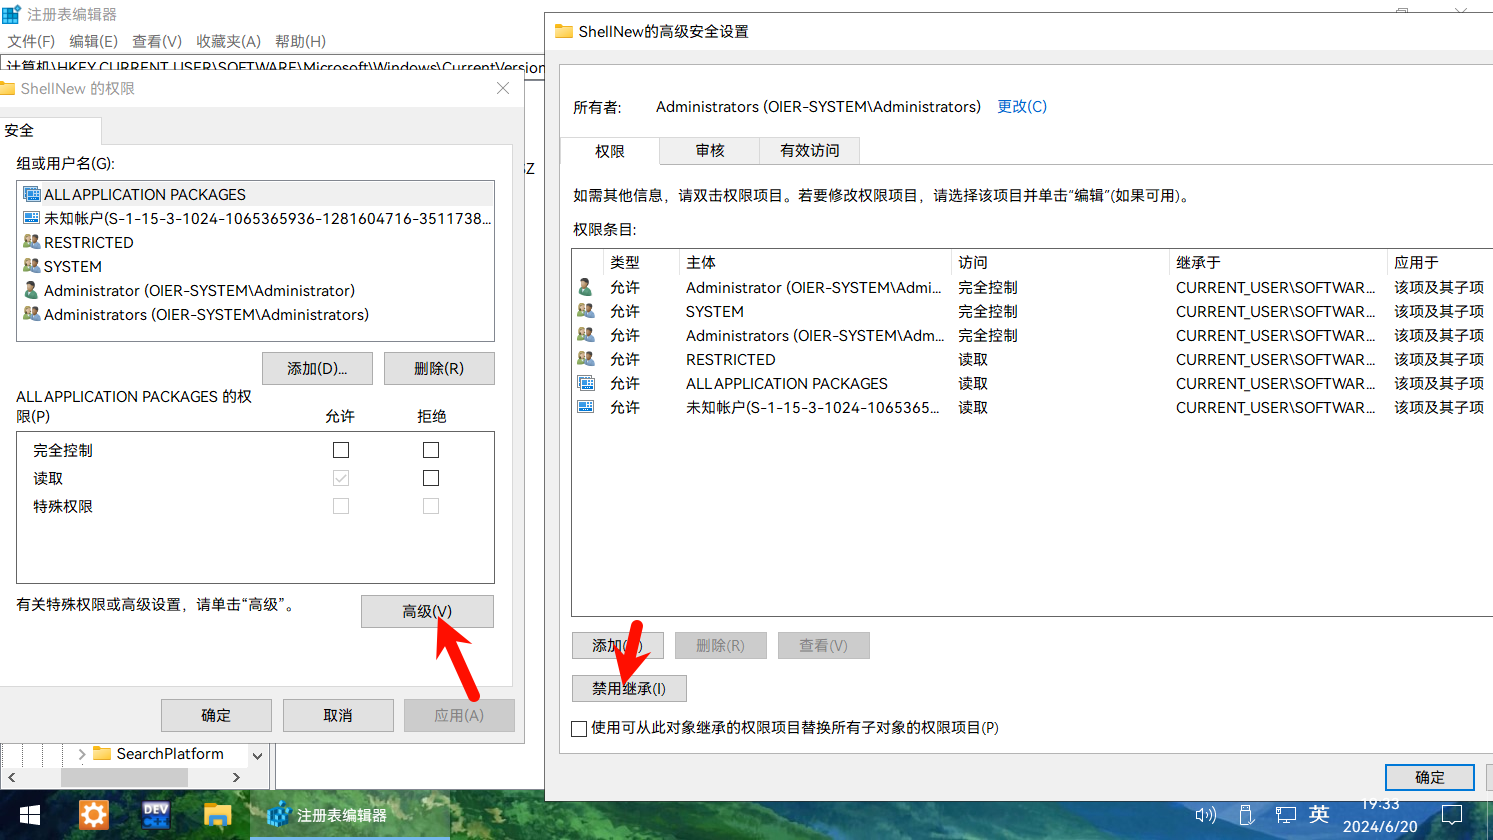 注册表编辑器
文件(F) 编辑(E) 查看(V) 收藏夹(A) 帮助(H)
计算机\HKEY_CURRENT_USER\SOFTWARE\Microsoft\Windows\CurrentVersion
ShellNew 的权限
安全
组或用户名(G):
ALL APPLICATION PACKAGES
未知帐户(S-1-15-3-1024-1065365936-1281604716-3511738...
RESTRICTED
SYSTEM
Administrator (OIER-SYSTEM\Administrator)
Administrators (OIER-SYSTEM\Administrators)
添加(D)... 删除(R)
ALL APPLICATION PACKAGES 的权
限(P) 允许 拒绝
完全控制
读取
特殊权限
有关特殊权限或高级设置，请单击“高级”。
高级(V)
确定 取消 应用(A)
SearchPlatform
SZ
ShellNew的高级安全设置
所有者: Administrators (OIER-SYSTEM\Administrators) 更改(C)
权限 审核 有效访问
如需其他信息，请双击权限项目。若要修改权限项目，请选择该项目并单击“编辑”(如果可用)。
权限条目:
类型 主体 访问 继承于 应用于
允许 Administrator (OIER-SYSTEM\Admi... 完全控制 CURRENT_USER\SOFTWAR... 该项及其子项
允许 SYSTEM 完全控制 CURRENT_USER\SOFTWAR... 该项及其子项
允许 Administrators (OIER-SYSTEM\Adm... 完全控制 CURRENT_USER\SOFTWAR... 该项及其子项
允许 RESTRICTED 读取 CURRENT_USER\SOFTWAR... 该项及其子项
允许 ALL APPLICATION PACKAGES 读取 CURRENT_USER\SOFTWAR... 该项及其子项
允许 未知帐户(S-1-15-3-1024-1065365... 读取 CURRENT_USER\SOFTWAR... 该项及其子项
添加( ) 删除(R) 查看(V)
禁用继承(I)
使用可从此对象继承的权限项目替换所有子对象的权限项目(P)
确定
DEV
C++
注册表编辑器
英
19:33
2024/6/20